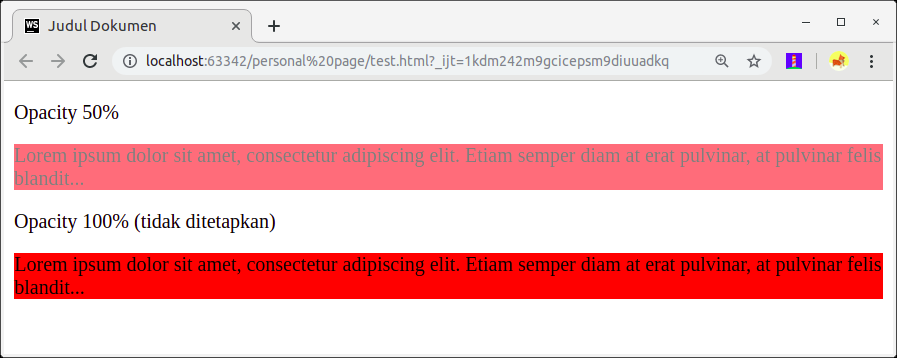 WS Judul Dokumen
localhost:63342/personal%20page/test.html?_ijt=1kdm242m9gcicepsm9diuuadkq
Opacity 50%
Lorem ipsum dolor sit amet, consectetur adipiscing elit. Etiam semper diam at erat pulvinar, at pulvinar felis
blandit...
Opacity 100% (tidak ditetapkan)
Lorem ipsum dolor sit amet, consectetur adipiscing elit. Etiam semper diam at erat pulvinar, at pulvinar felis
blandit...